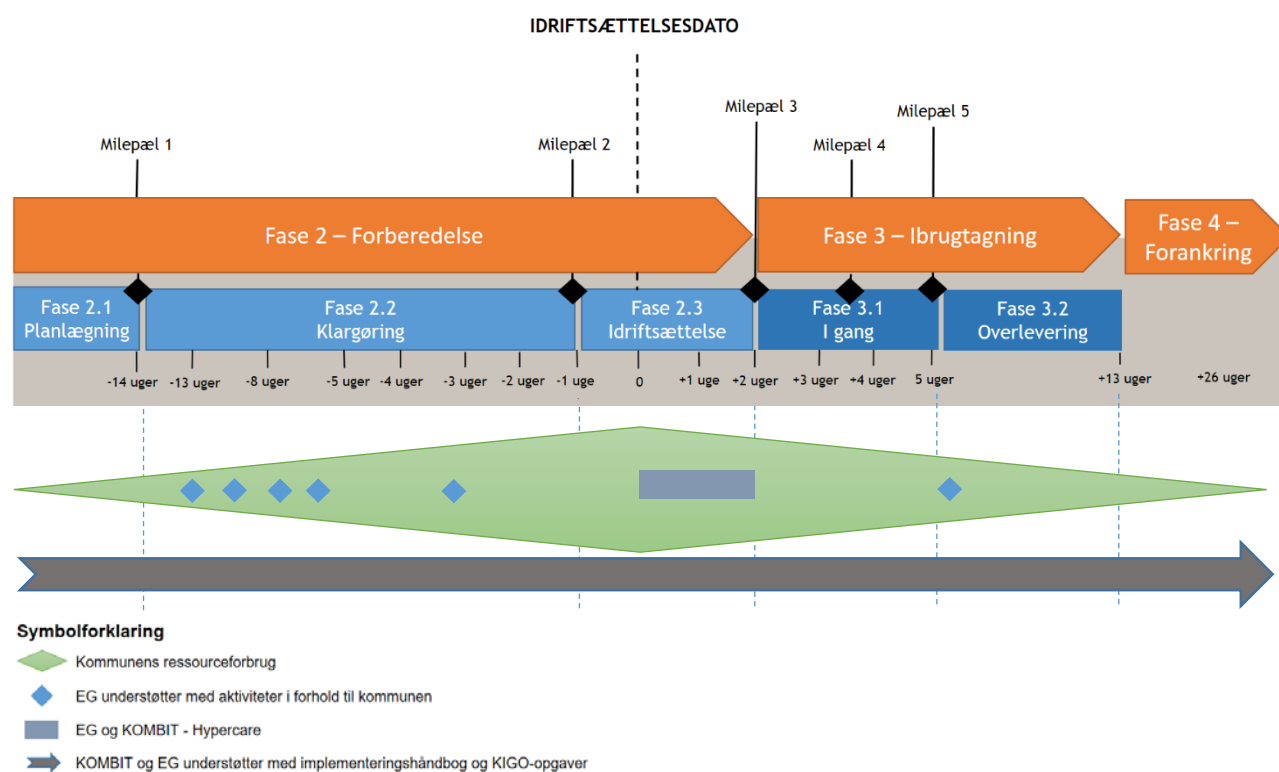 IDRIFTSÆTTELSESDATO
Milepæl 1
Milepæl 2
Milepæl 3
Milepæl 4
Milepæl 5
Fase 2 – Forberedelse
Fase 3 – Ibrugtagning
Fase 4 –
Forankring
Fase 2.1
Planlægning
Fase 2.2
Klargøring
Fase 2.3
Idriftsættelse
Fase 3.1
I gang
Fase 3.2
Overlevering
-14 uger
-13 uger
-8 uger
-5 uger
-4 uger
-3 uger
-2 uger
-1 uge
0
+1 uge
+2 uger
+3 uger
+4 uger
5 uger
+13 uger
+26 uger
Symbolforklaring
Kommunens ressourceforbrug
EG understøtter med aktiviteter i forhold til kommunen
EG og KOMBIT - Hypercare
KOMBIT og EG understøtter med implementeringshåndbog og KIGO-opgaver